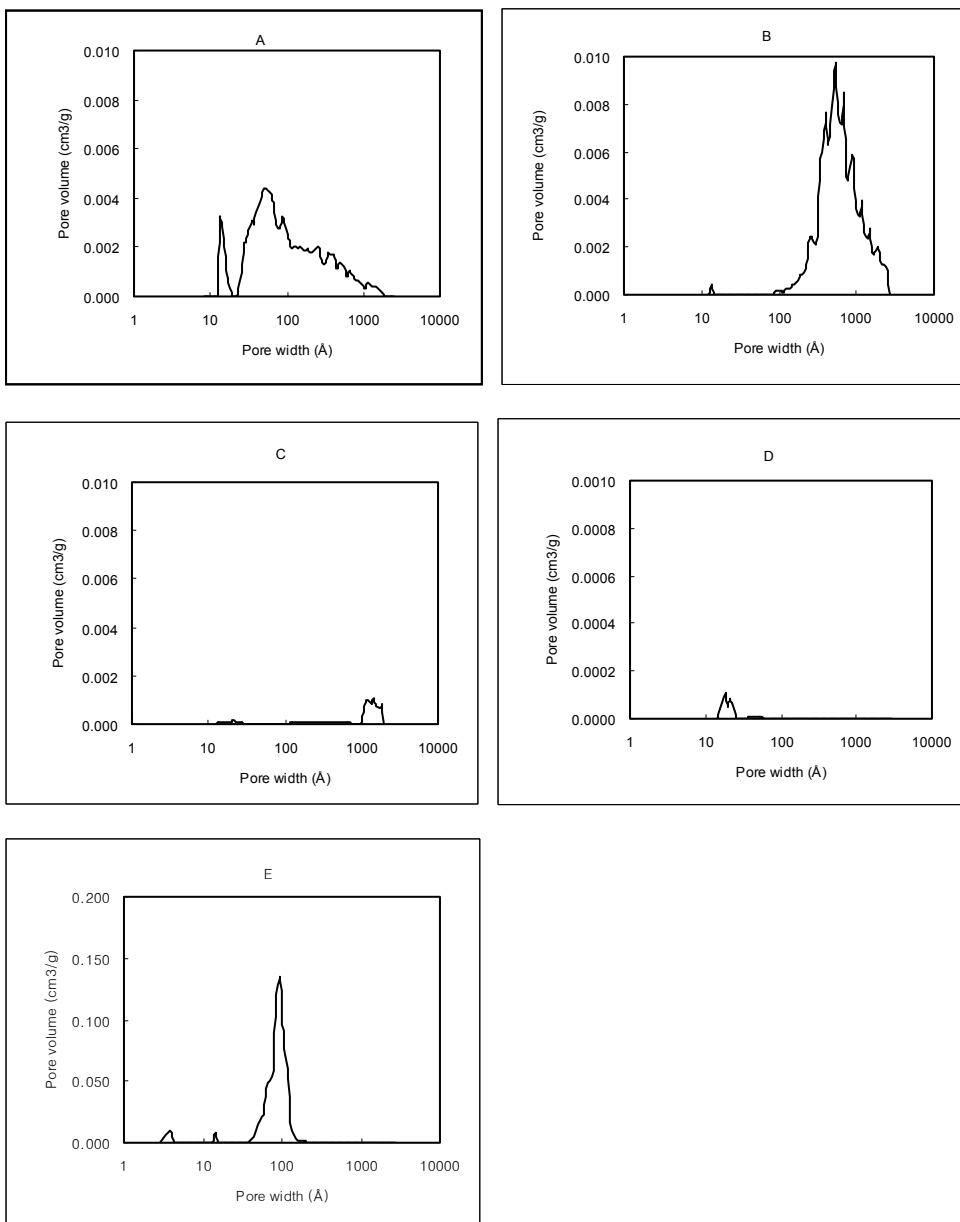 A
0.010
0.008
0.006
0.004
0.002
0.000
1 10 100 1000 10000
Pore width (Å)
Pore volume (cm3/g)
B
0.010
0.008
0.006
0.004
0.002
0.000
1 10 100 1000 10000
Pore width (Å)
Pore volume (cm3/g)
C
0.010
0.008
0.006
0.004
0.002
0.000
1 10 100 1000 10000
Pore width (Å)
Pore volume (cm3/g)
D
0.0010
0.0008
0.0006
0.0004
0.0002
0.0000
1 10 100 1000 10000
Pore width (Å)
Pore volume (cm3/g)
E
0.200
0.150
0.100
0.050
0.000
1 10 100 1000 10000
Pore width (Å)
Pore volume (cm3/g)